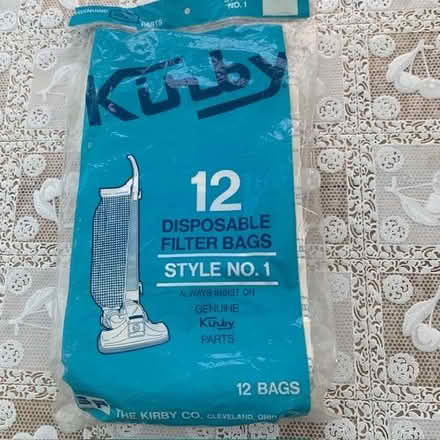 GENUINE PARTS
NO. 1
Kirby
12
DISPOSABLE
FILTER BAGS
STYLE NO. 1
ALWAYS INSIST ON
GENUINE
Kirby
PARTS
12 BAGS
THE KIRBY CO. CLEVELAND, OHIO